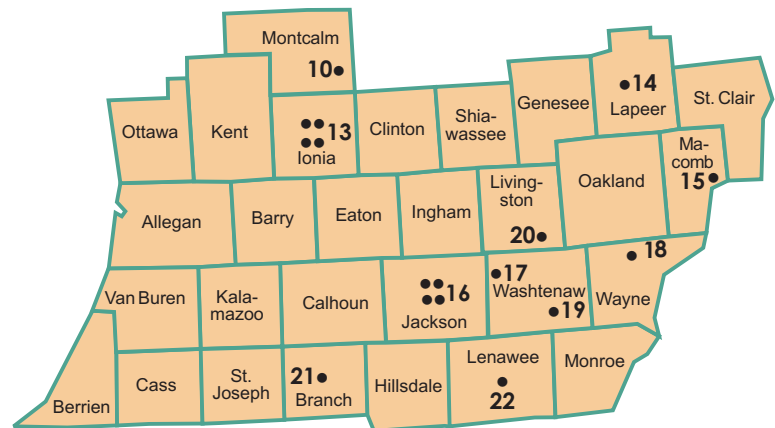 Montcalm
10
14
Lapeer
St. Clair
Genesee
Ottawa
Kent
13
Ionia
Clinton
Shia-
wassee
Ma-
comb
15
Oakland
Living-
ston
20
Allegan
Barry
Eaton
Ingham
18
Wayne
17
Washtenaw
19
16
Jackson
Van Buren
Kala-
mazoo
Calhoun
Berrien
Cass
St.
Joseph
21
Branch
Hillsdale
Lenawee
22
Monroe